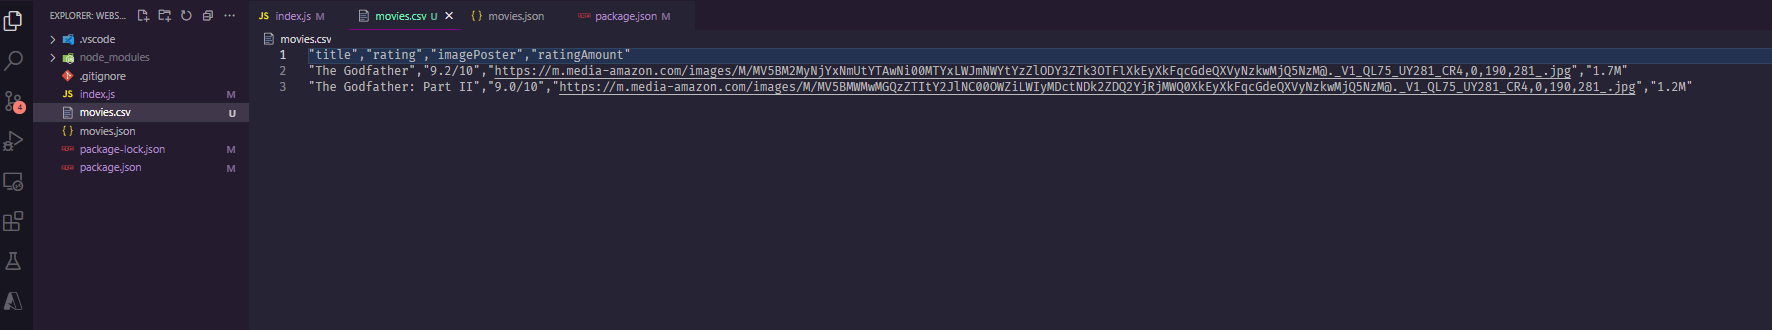 EXPLORER: WEBS...
.vscode
node_modules
.gitignore
JS index.js M
movies.csv U
{ } movies.json
package-lock.json M
package.json M
4
JS index.js M
movies.csv U
{ } movies.json
package.json M
movies.csv
1 "title","rating","imagePoster","ratingAmount"
2 "The Godfather","9.2/10","https://m.media-amazon.com/images/M/MV5BM2MyNjYxNmUtYTAwNi00MTYxLWJmNWYtYzZlODY3ZTk3OTFlXkEyXkFqcGdeQXVyNzkwMjQ5NzM@._V1_QL75_UY281_CR4,0,190,281_.jpg","1.7M"
3 "The Godfather: Part II","9.0/10","https://m.media-amazon.com/images/M/MV5BMWMwMGQzZTItY2JlNC00OWZiLWIyMDctNDk2ZDQ2YjRjMWQ0XkEyXkFqcGdeQXVyNzkwMjQ5NzM@._V1_QL75_UY281_CR4,0,190,281_.jpg","1.2M"